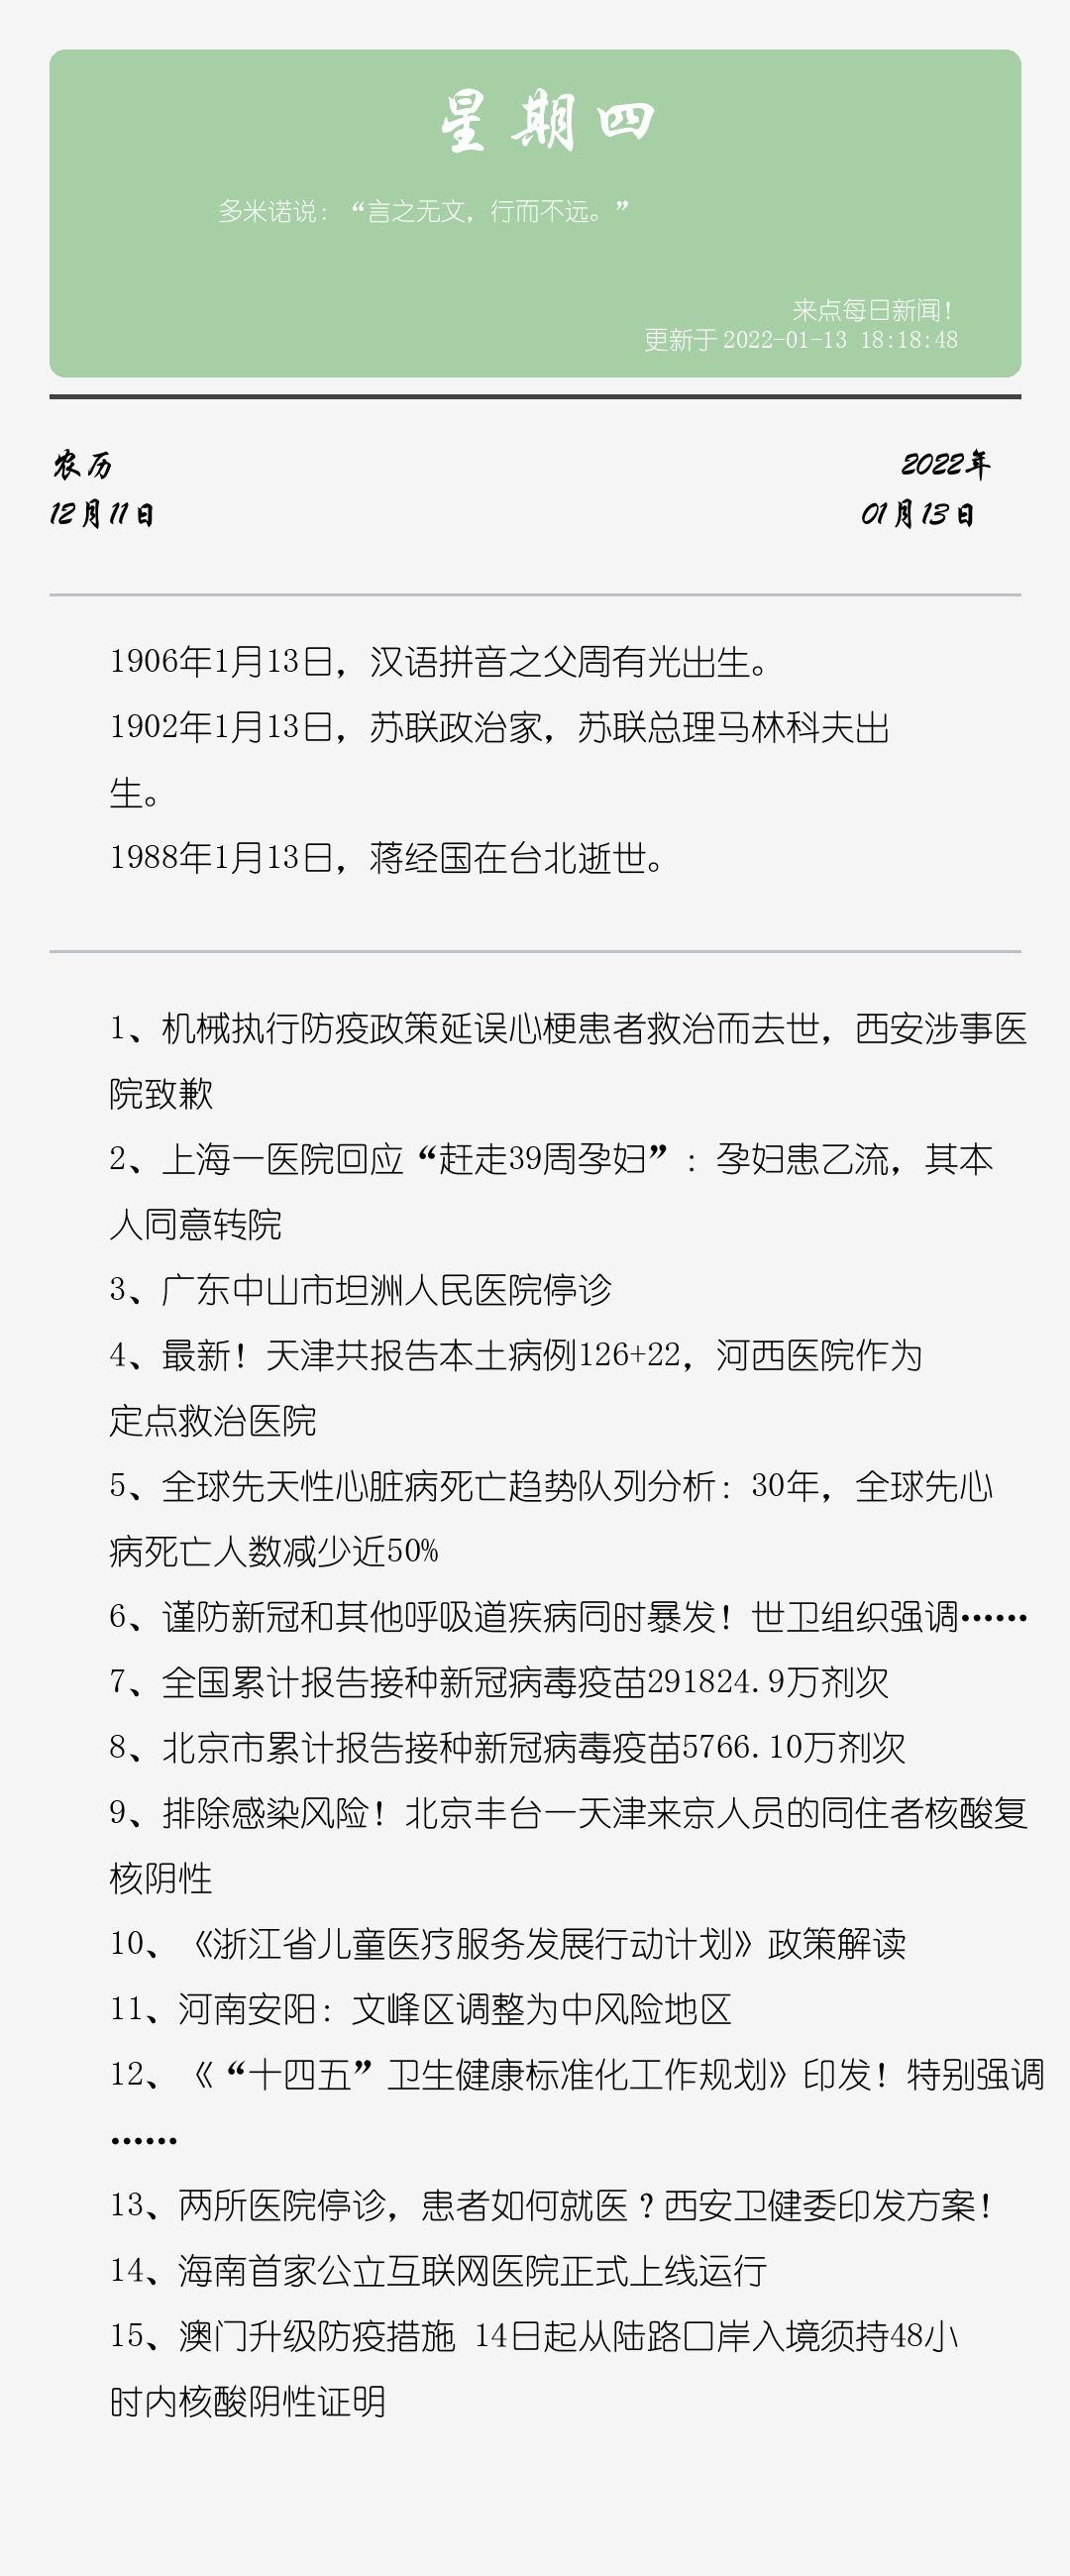 星期四
多米诺说：“言之无文，行而不远。”
来点每日新闻！
更新于 2022-01-13 18:18:48
农历
2022年
12月11日
01月13日
1906年1月13日，汉语拼音之父周有光出生。
1902年1月13日，苏联政治家，苏联总理马林科夫出
生。
1988年1月13日，蒋经国在台北逝世。
1、机械执行防疫政策延误心梗患者救治而去世，西安涉事医
院致歉
2、上海一医院回应“赶走39周孕妇”：孕妇患乙流，其本
人同意转院
3、广东中山市坦洲人民医院停诊
4、最新！天津共报告本土病例126+22，河西医院作为
定点救治医院
5、全球先天性心脏病死亡趋势队列分析：30年，全球先心
病死亡人数减少近50%
6、谨防新冠和其他呼吸道疾病同时暴发！世卫组织强调……
7、全国累计报告接种新冠病毒疫苗291824.9万剂次
8、北京市累计报告接种新冠病毒疫苗5766.10万剂次
9、排除感染风险！北京丰台一天津来京人员的同住者核酸复
核阴性
10、《浙江省儿童医疗服务发展行动计划》政策解读
11、河南安阳：文峰区调整为中风险地区
12、《“十四五”卫生健康标准化工作规划》印发！特别强调
……
13、两所医院停诊，患者如何就医？西安卫健委印发方案！
14、海南首家公立互联网医院正式上线运行
15、澳门升级防疫措施 14日起从陆路口岸入境须持48小
时内核酸阴性证明